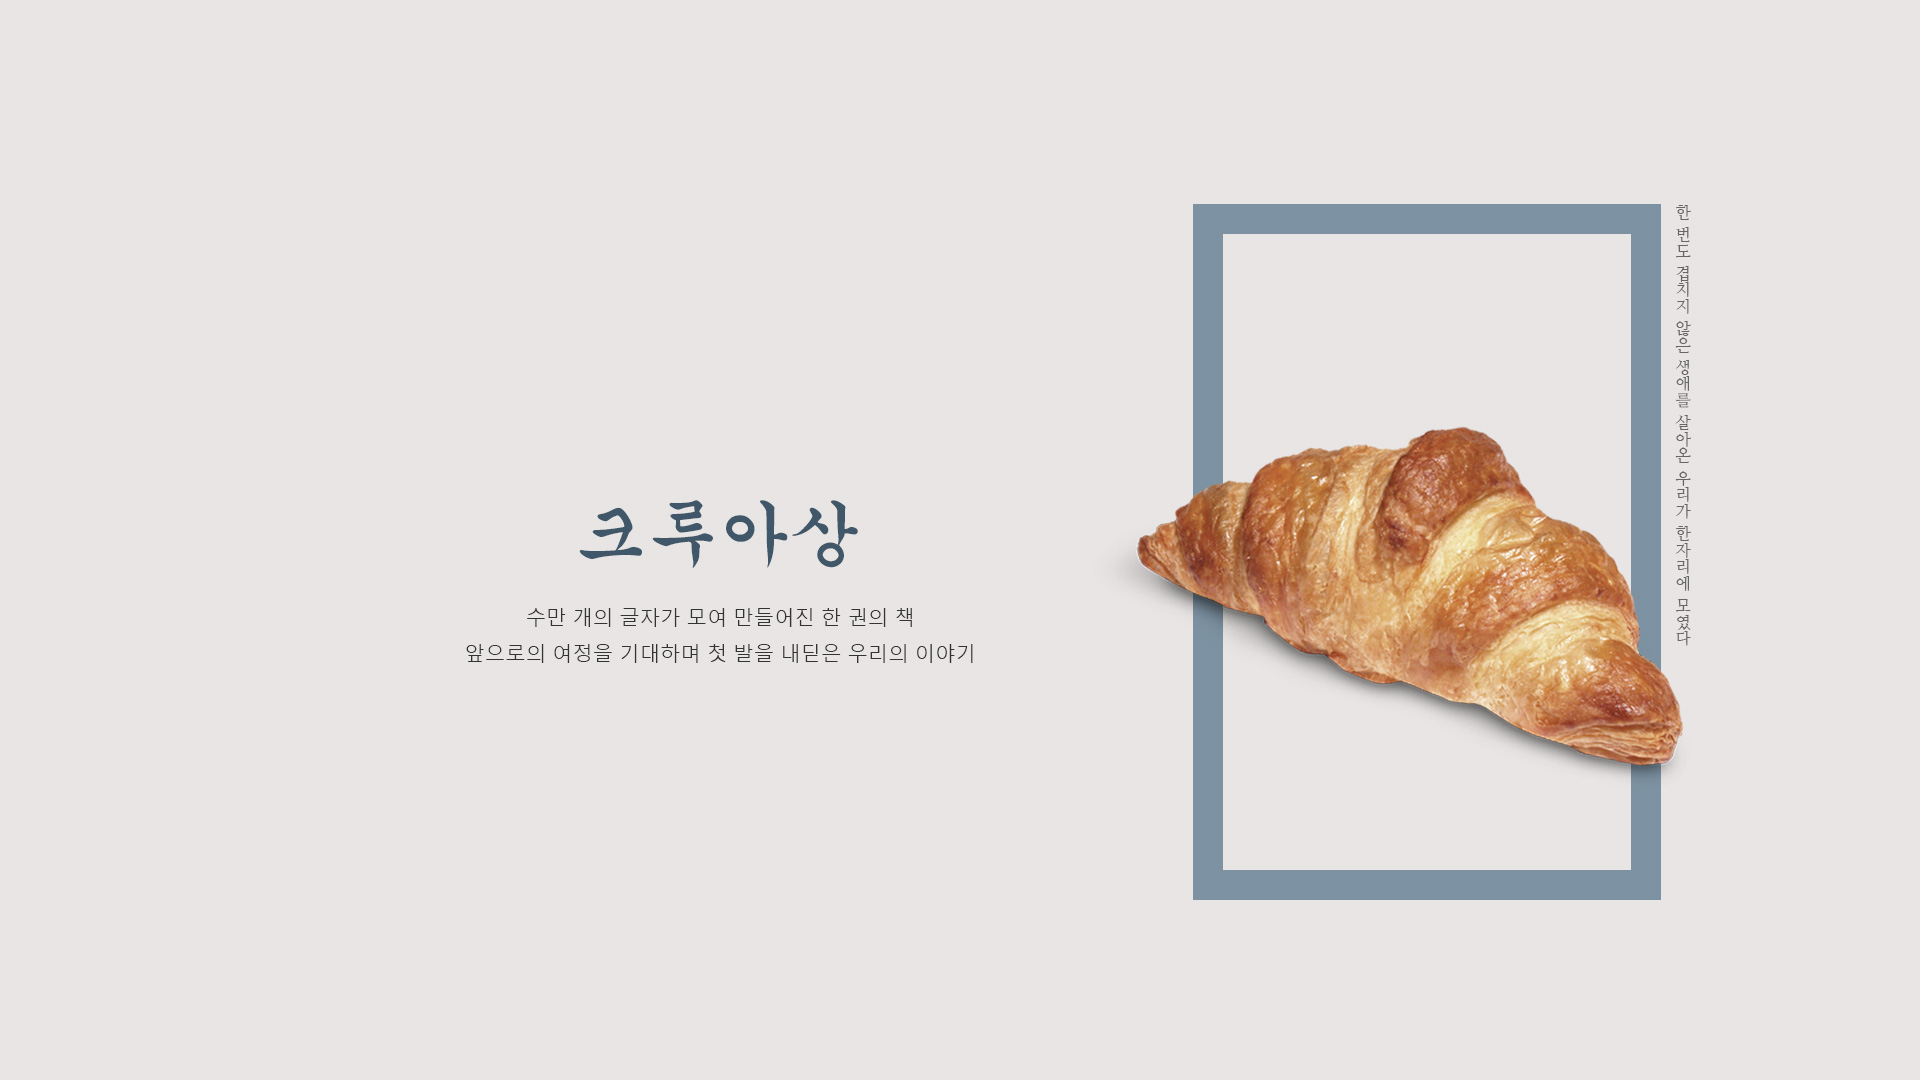 크루아상
수만 개의 글자가 모여 만들어진 한 권의 책
앞으로의 여정을 기대하며 첫 발을 내딛은 우리의 이야기
한 번도 겹치지 않은 생애를 살아온 우리가 한자리에 모였다